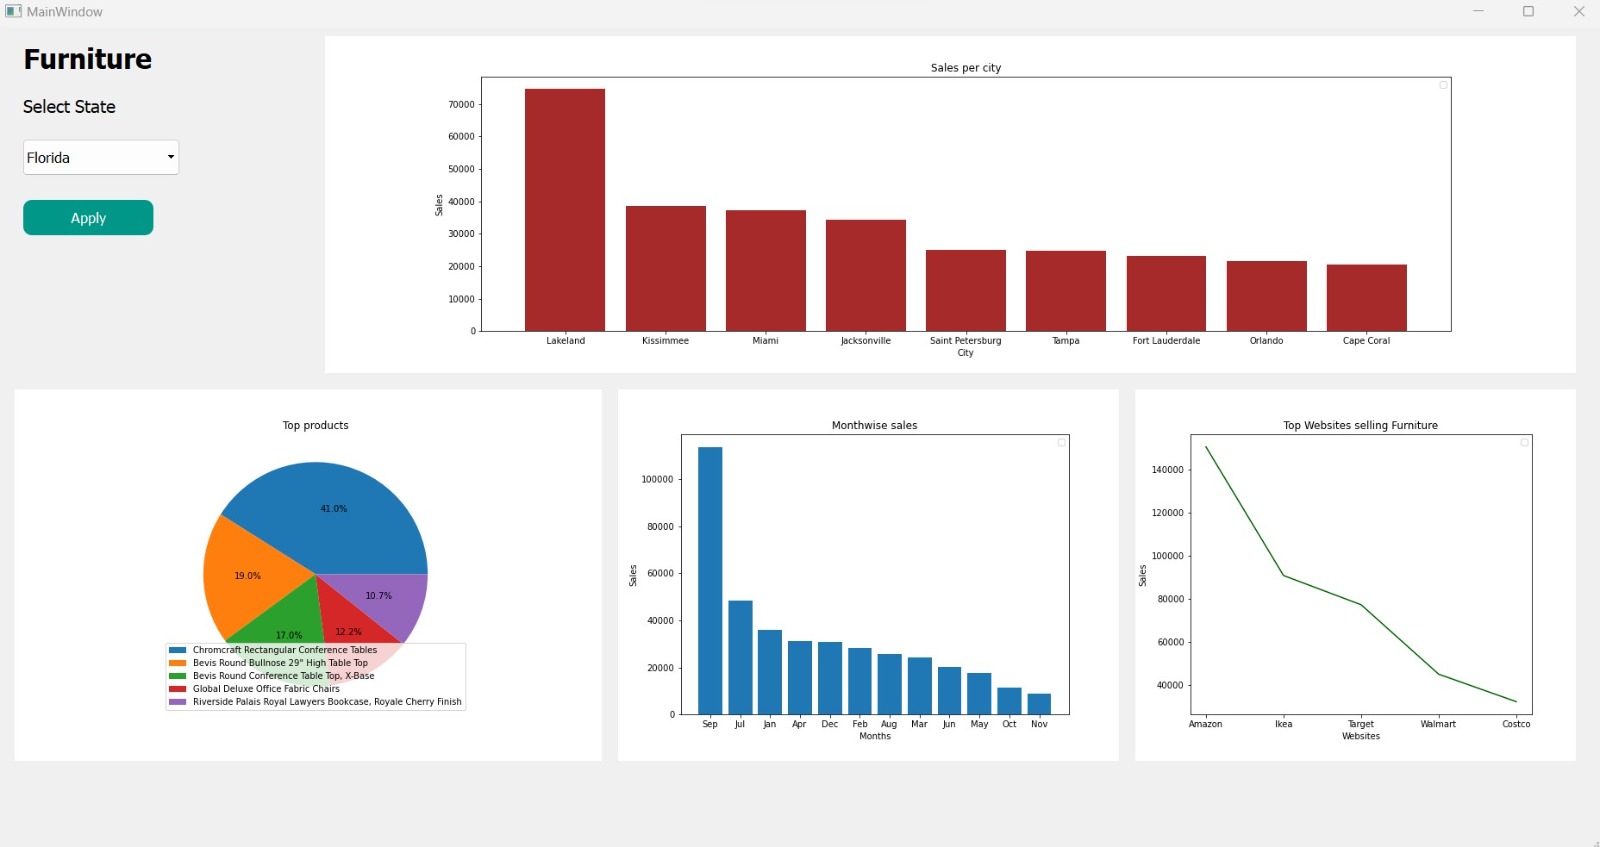 MainWindow
Furniture
Select State
Florida
Apply
Sales per city
Sales
70000
60000
50000
40000
30000
20000
10000
0
Lakeland Kissimmee Miami Jacksonville Saint Petersburg Tampa Fort Lauderdale Orlando Cape Coral
City
Top products
41.0%
19.0%
10.7%
17.0%
12.2%
Chromcraft Rectangular Conference Tables
Bevis Round Bullnose 29" High Table Top
Bevis Round Conference Table Top, X-Base
Global Deluxe Office Fabric Chairs
Riverside Palais Royal Lawyers Bookcase, Royale Cherry Finish
Monthwise sales
Sales
100000
80000
60000
40000
20000
0
Sep Jul Jan Apr Dec Feb Aug Mar Jun May Oct Nov
Months
Top Websites selling Furniture
Sales
140000
120000
100000
80000
60000
40000
Amazon Ikea Target Walmart Costco
Websites